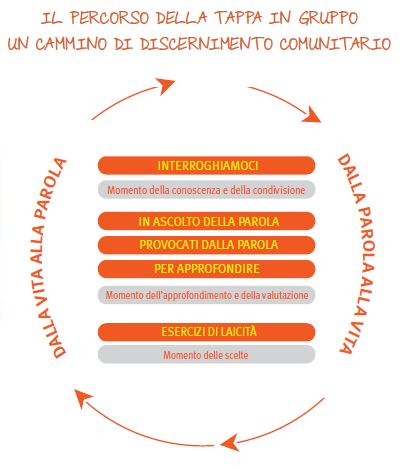 IL PERCORSO DELLA TAPPA IN GRUPPO
UN CAMMINO DI DISCERNIMENTO COMUNITARIO
DALLA VITA ALLA PAROLA
INTERROGHIAMOCI
Momento della conoscenza e della condivisione
IN ASCOLTO DELLA PAROLA
PROVOCATI DALLA PAROLA
PER APPROFONDIRE
Momento dell'approfondimento e della valutazione
ESERCIZI DI LAICITÀ
Momento delle scelte
DALLA PAROLA ALLA VITA